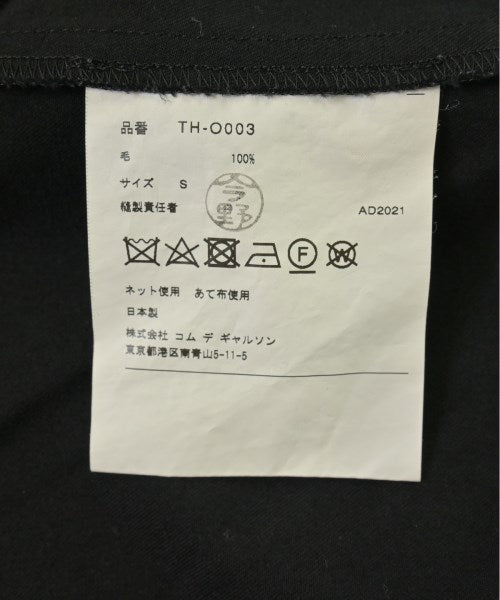 品番 TH-O003
毛 100%
サイズ S
今野
縫製責任者 AD2021
F W
ネット使用 あて布使用
日本製
株式会社 コム デ ギャルソン
東京都港区南青山5-11-5